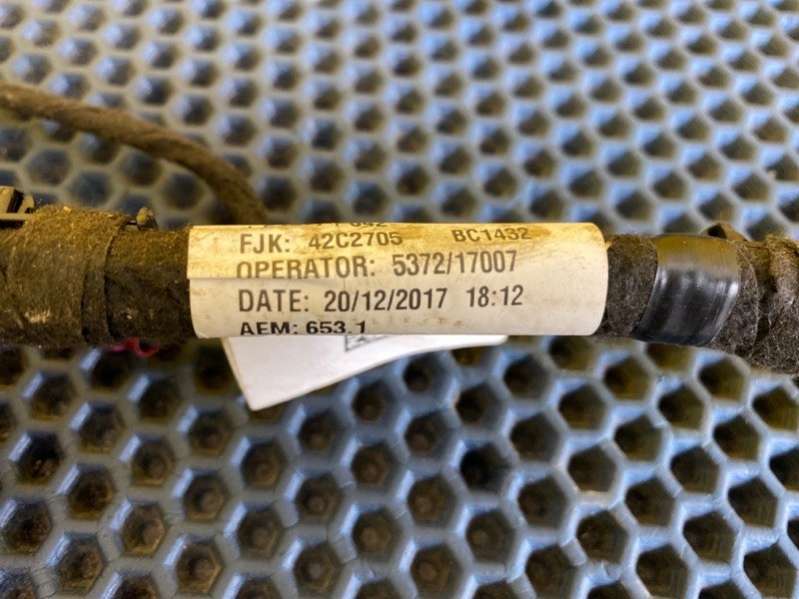 FJK: 42C2705 BC1432
OPERATOR: 5372/17007
DATE: 20/12/2017 18:12
AEM: 653.1